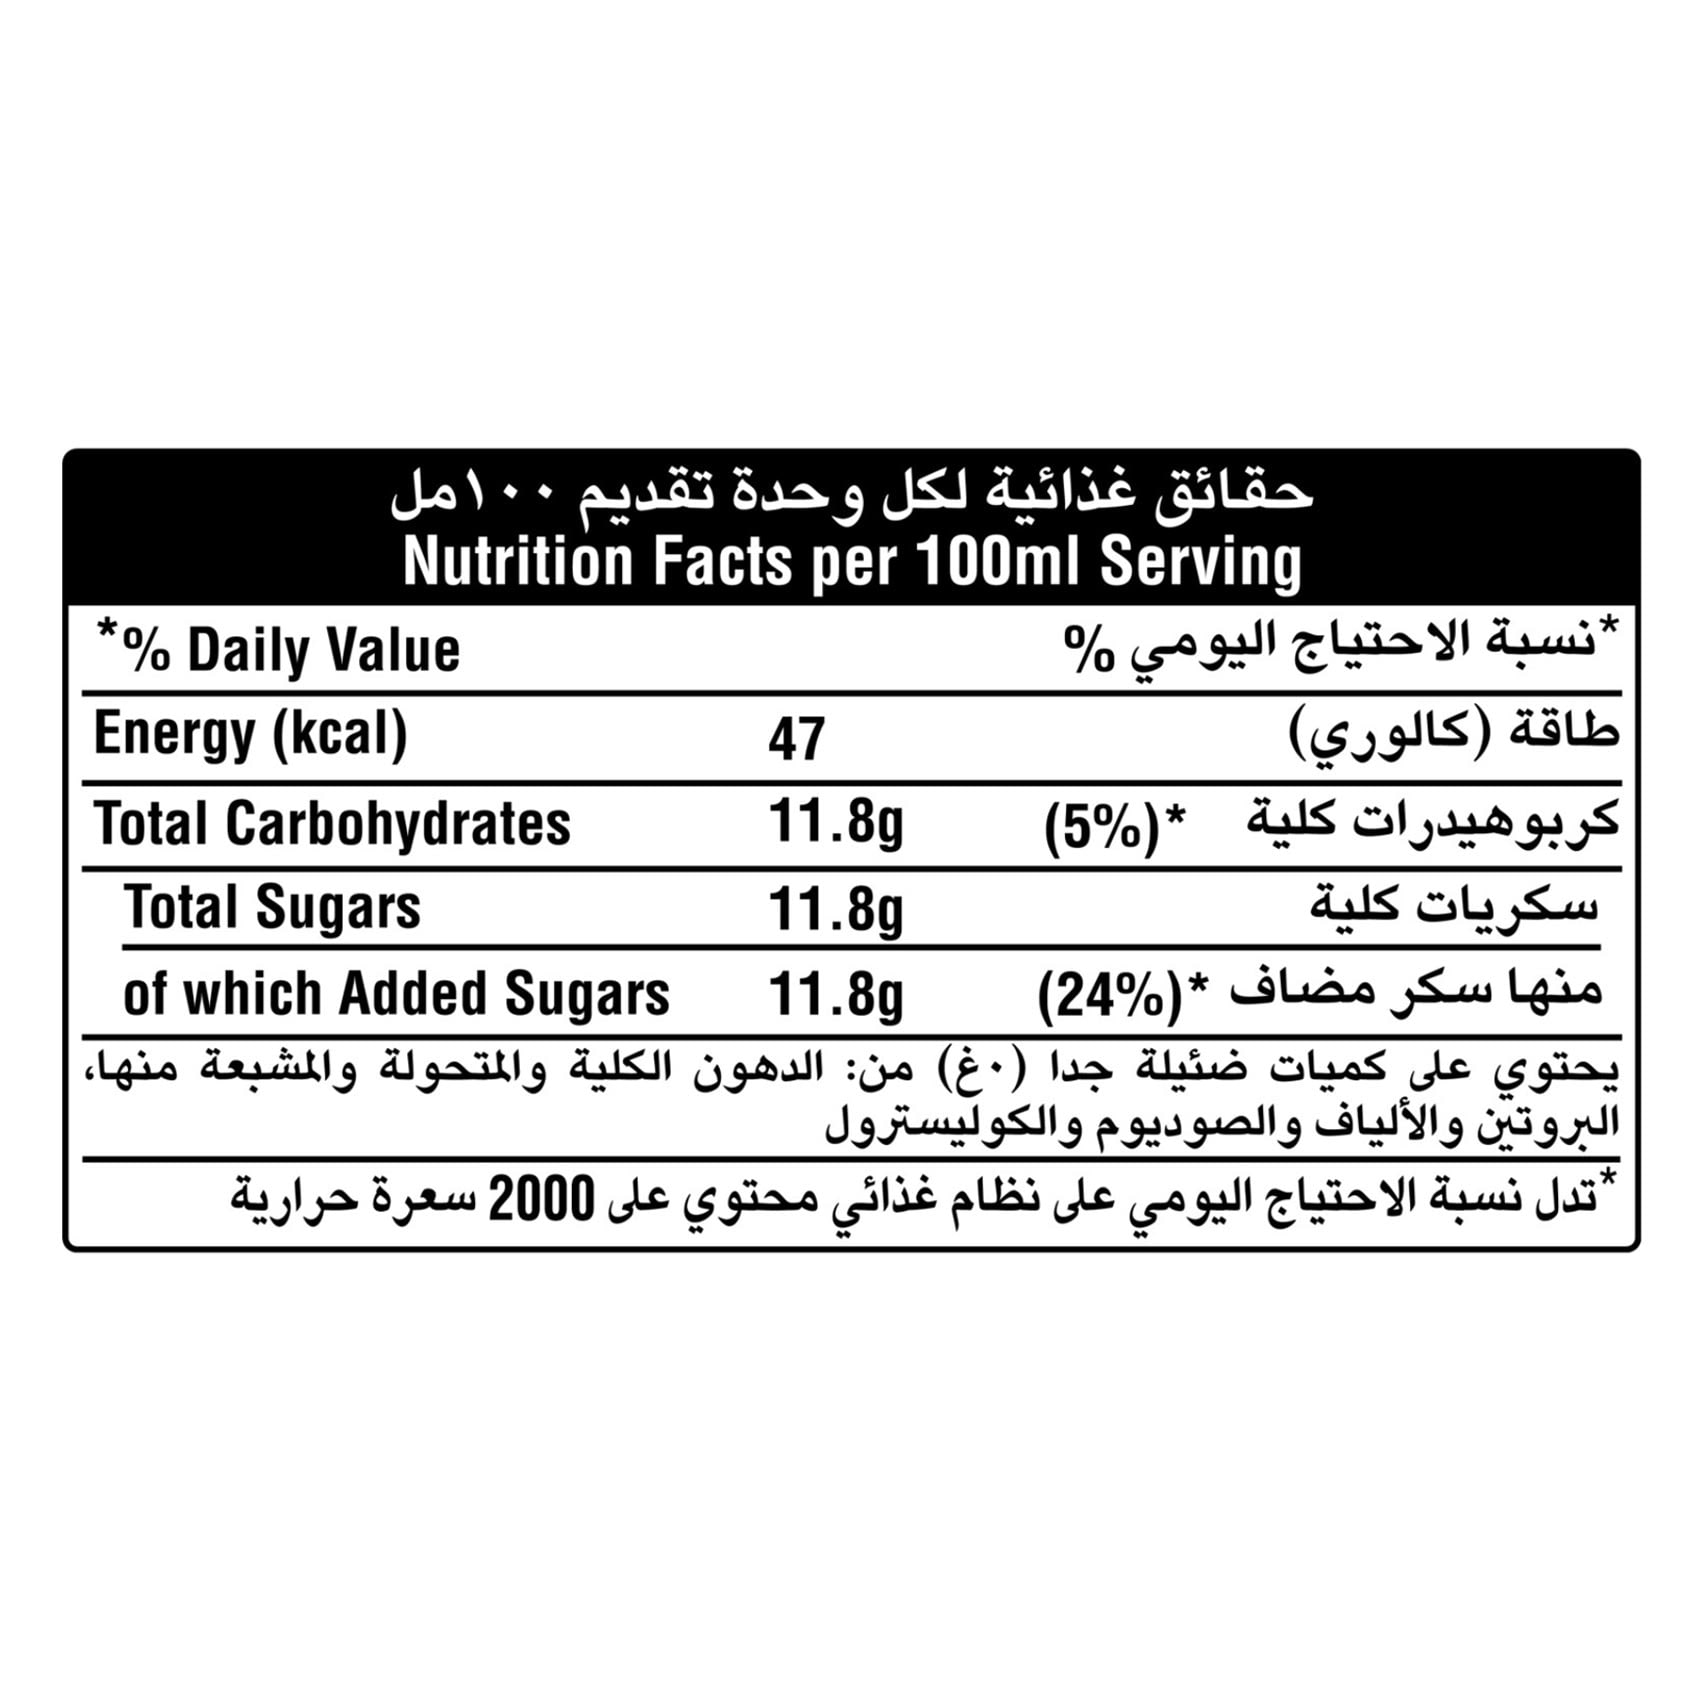 حقائق غذائية لكل وحدة تقديم ١٠٠مل
Nutrition Facts per 100ml Serving
*% Daily Value *نسبة الاحتياج اليومي %
Energy (kcal) 47 طاقة (كالوري)
Total Carbohydrates 11.8g (5%)* كربوهيدرات كلية
Total Sugars 11.8g سكريات كلية
of which Added Sugars 11.8g (24%)* منها سكر مضاف
يحتوي على كميات ضئيلة جدا (٠غ) من: الدهون الكلية والمتحولة والمشبعة منها،
البروتين والألياف والصوديوم والكوليسترول
*تدل نسبة الاحتياج اليومي على نظام غذائي محتوي على 2000 سعرة حرارية